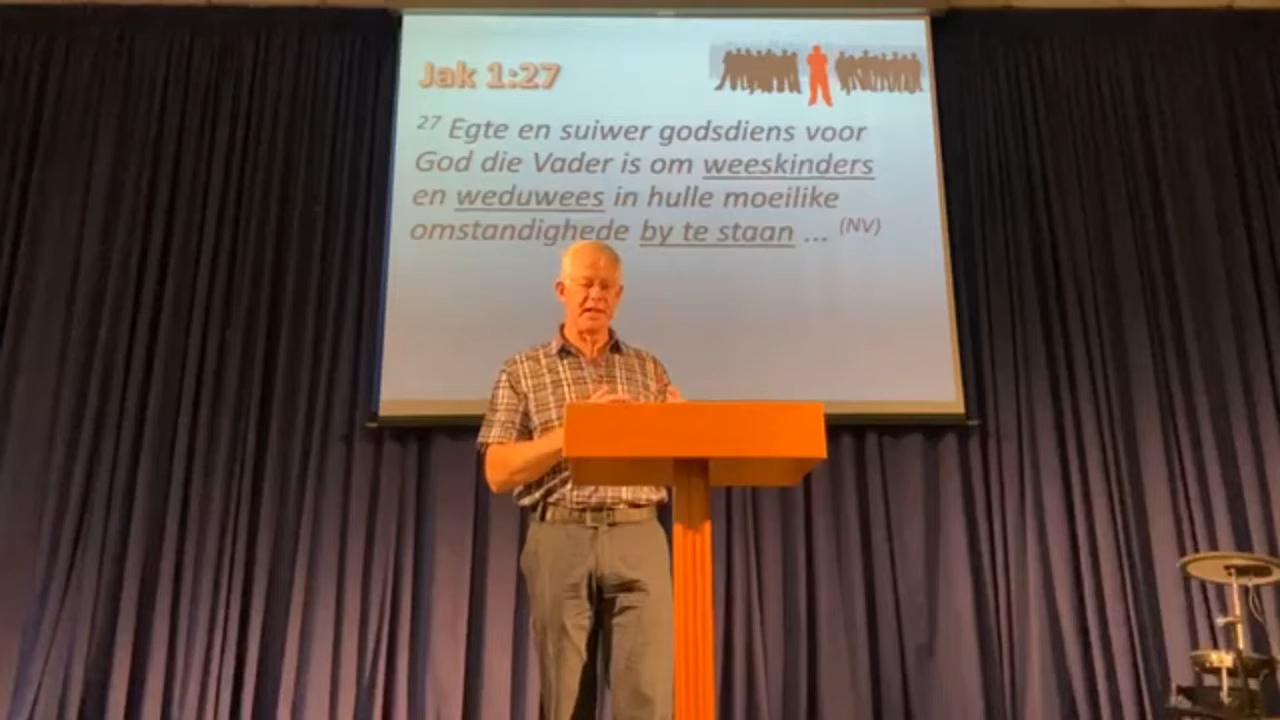 Jak 1:27
27 Egte en suiwer godsdiens voor
God die Vader is om weeskinders
en weduwees in hulle moeilike
omstandighede by te staan ... (NV)